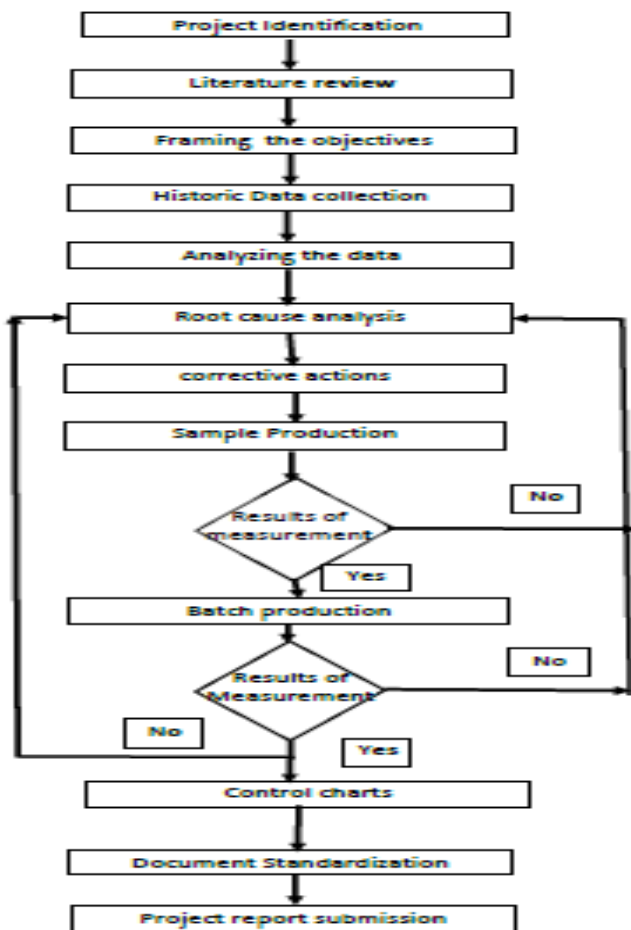 Project Identification
Literature review
Framing the objectives
Historic Data collection
Analyzing the data
Root cause analysis
corrective actions
Sample Production
No
Results of
measurement
Yes
Batch production
No
Results of
Measurement
No
Yes
Control charts
Document Standardization
Project report submission